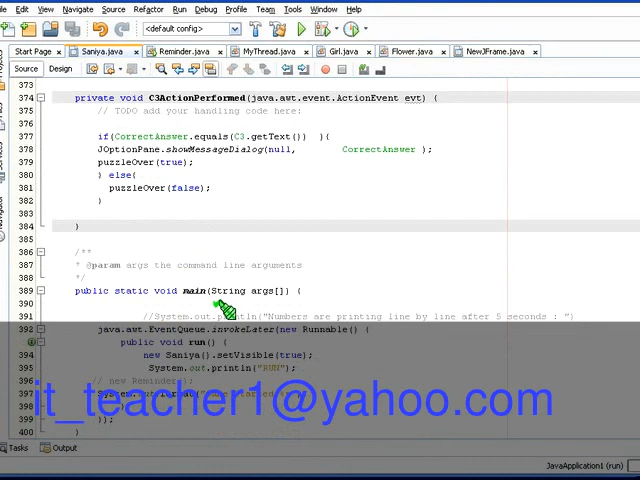 Edit View Navigate Source Refactor Run Debug Profile Team Tools Window Help
<default config>
Start Page Saniya.java Reminder.java MyThread.java Girl.java Flower.java NewJFrame.java
Source Design
373
374 private void C3ActionPerformed(java.awt.event.ActionEvent evt) {
375 // TODO add your handling code here:
376
377 if(CorrectAnswer.equals(C3.getText()) ){
378 JOptionPane.showMessageDialog(null, CorrectAnswer );
379 puzzleOver(true);
380 } else{
381 puzzleOver(false);
382 }
383
384 }
385
386 /**
387 * @param args the command line arguments
388 */
389 public static void main(String args[]) {
390
391 //System.out.println("Numbers are printing line by line after 5 seconds : ")
392 java.awt.EventQueue.invokeLater(new Runnable() {
public void run() {
394 new Saniya().setVisible(true);
395 System.out.println("RUN");
396 // new Reminder
it_teacher1@yahoo.com
398 }
399 });
400 }
Tasks Output
JavaApplication1 (run)